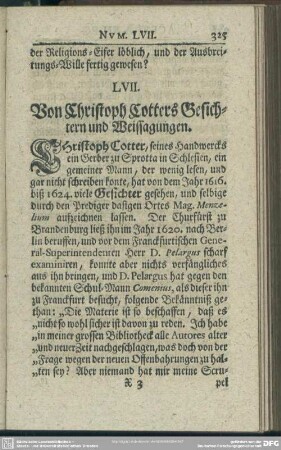 NVM. LVII. 325
der Religions-Eifer löblich, und der Ausbrei-
tungs-Wille fertig gewesen?
LVII.
Von Christoph Cotters Gesich-
tern und Weissagungen.
CHristoph Cotter, seines Handwercks
ein Gerber zu Sprotta in Schlesien, ein
gemeiner Mann, der wenig lesen, und
gar nicht schreiben konte, hat von dem Jahr 1616.
biß 1624. viele Gesichter gesehen, und selbige
durch den Prediger dasigen Ortes Mag. Menze-
lium aufzeichnen lassen. Der Churfürst zu
Brandenburg ließ ihn im Jahr 1620. nach Ber-
lin beruffen, und vor dem Franckfurtischen Gene-
ral-Superintendenten Herr D. Pelargus scharf
examiniren, konnte aber nichts verfängliches
aus ihn bringen, und D. Pelargus hat gegen den
bekannten Schul-Mann Comenius, als dieser ihn
zu Franckfurt besucht, folgende Bekänntniß ge-
than: „Die Materie ist so beschaffen, daß es
„nicht so wohl sicher ist davon zu reden. Ich habe
„in meiner grossen Bibliotheck alle Autores alter
„und neuer Zeit nachgeschlagen, was doch von der
„Frage wegen der neuen Offenbahrungen zu hal-
„ten sey? Aber niemand hat mir meine Scru-
X 3 pel